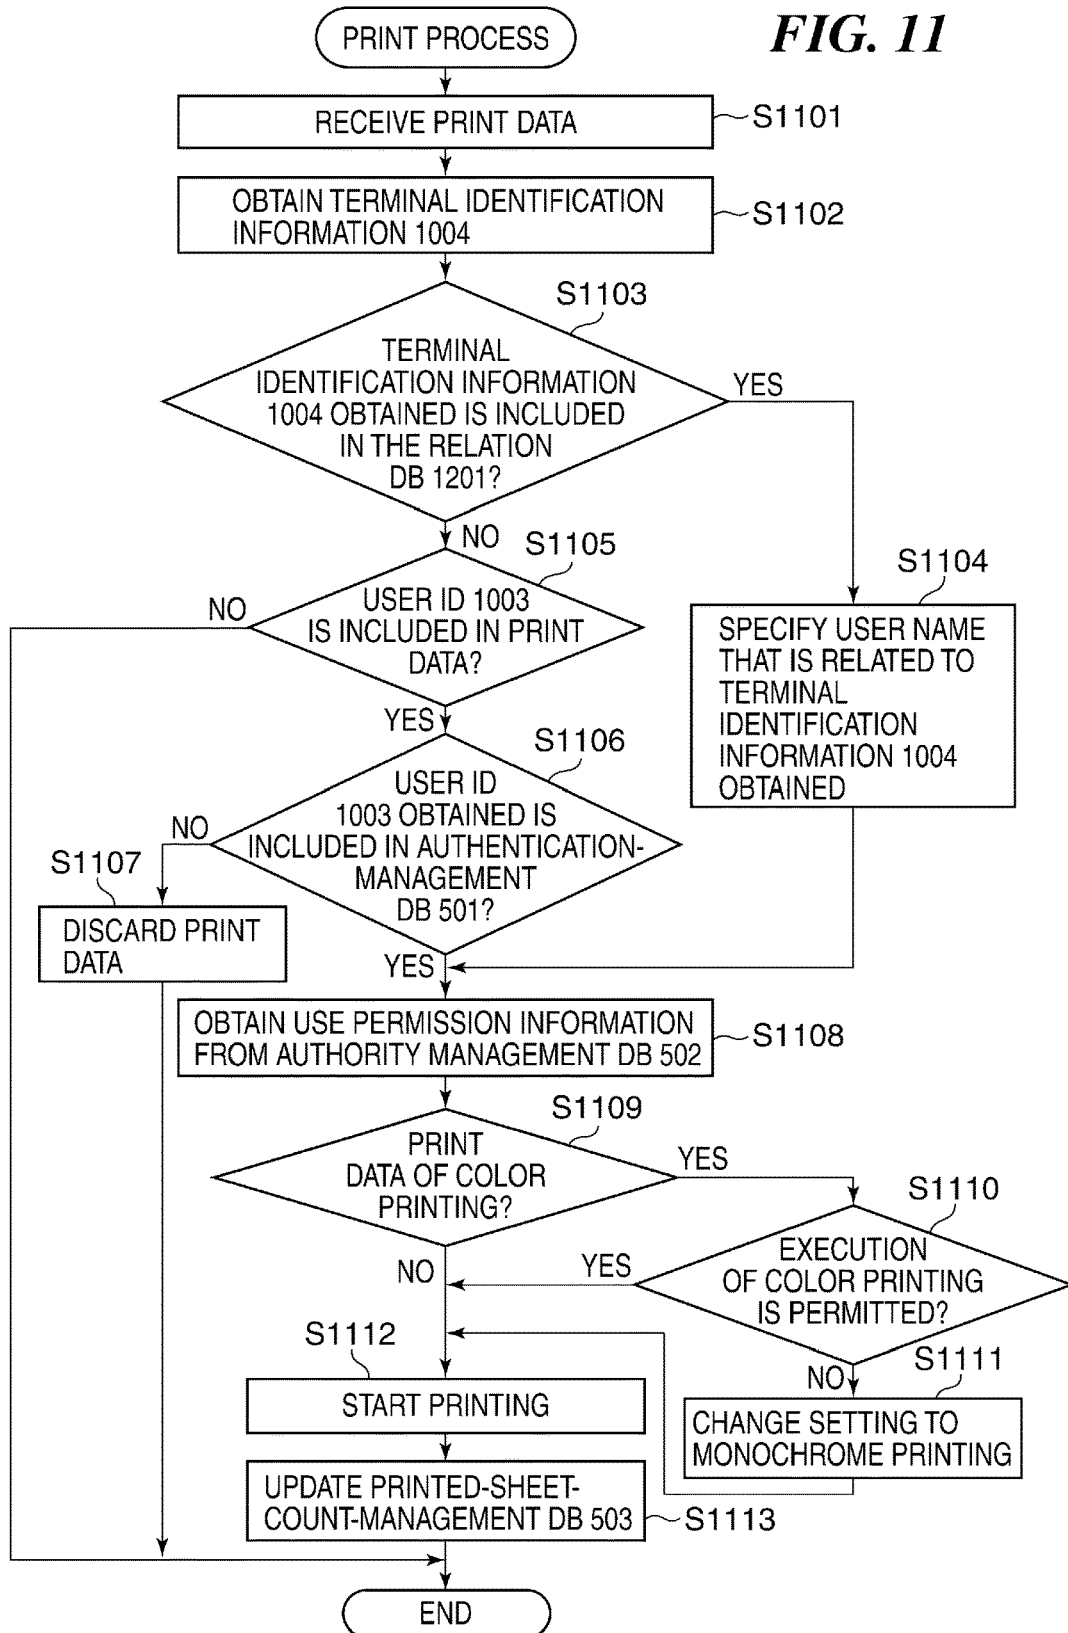 PRINT PROCESS
FIG. 11
RECEIVE PRINT DATA
S1101
OBTAIN TERMINAL IDENTIFICATION
INFORMATION 1004
S1102
S1103
TERMINAL
IDENTIFICATION INFORMATION
1004 OBTAINED IS INCLUDED
IN THE RELATION
DB 1201?
YES
NO
S1105
USER ID 1003
IS INCLUDED IN PRINT
DATA?
NO
YES
S1104
SPECIFY USER NAME
THAT IS RELATED TO
TERMINAL
IDENTIFICATION
INFORMATION 1004
OBTAINED
S1106
USER ID
1003 OBTAINED IS
INCLUDED IN AUTHENTICATION-
MANAGEMENT
DB 501?
NO
YES
S1107
DISCARD PRINT
DATA
OBTAIN USE PERMISSION INFORMATION
FROM AUTHORITY MANAGEMENT DB 502
S1108
S1109
PRINT
DATA OF COLOR
PRINTING?
YES
NO
S1110
EXECUTION
OF COLOR PRINTING
IS PERMITTED?
YES
NO
S1111
CHANGE SETTING TO
MONOCHROME PRINTING
S1112
START PRINTING
UPDATE PRINTED-SHEET-
COUNT-MANAGEMENT DB 503
S1113
END